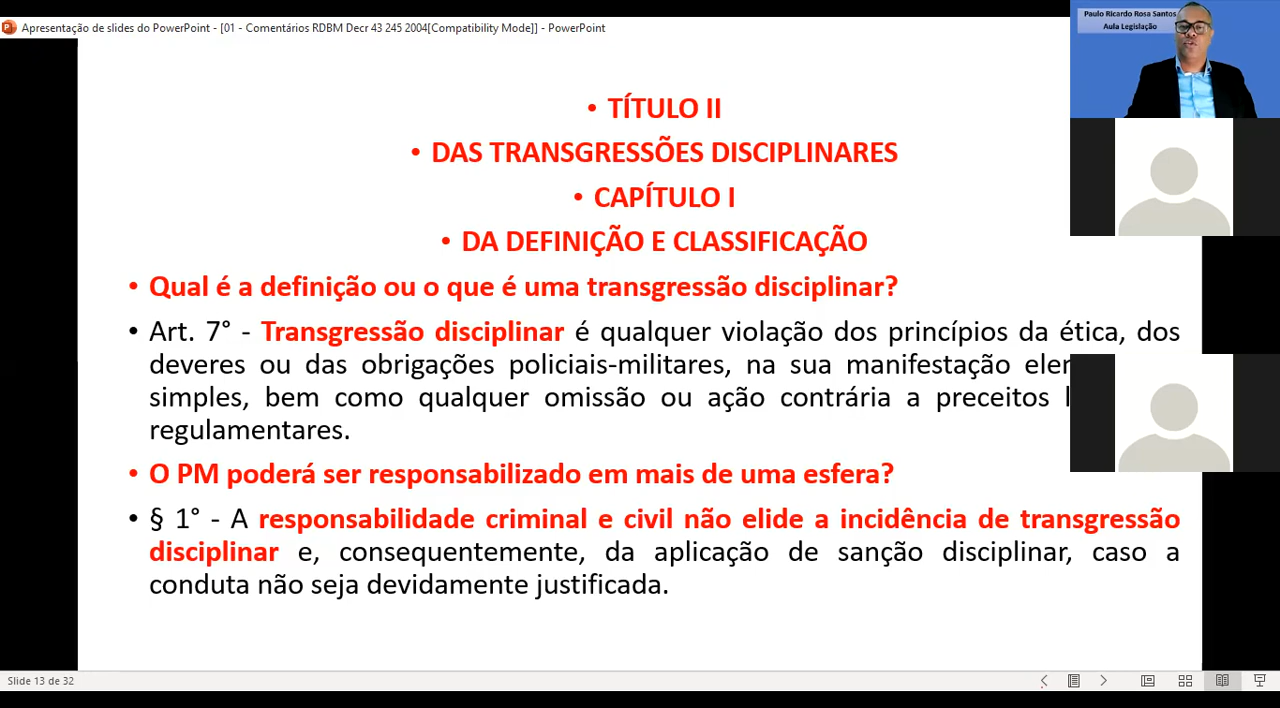 Apresentação de slides do PowerPoint - [01 - Comentários RDBM Decr 43 245 2004[Compatibility Mode]] - PowerPoint
Paulo Ricardo Rosa Santos
Aula Legislação
• TÍTULO II
• DAS TRANSGRESSÕES DISCIPLINARES
• CAPÍTULO I
• DA DEFINIÇÃO E CLASSIFICAÇÃO
• Qual é a definição ou o que é uma transgressão disciplinar?
• Art. 7° - Transgressão disciplinar é qualquer violação dos princípios da ética, dos
deveres ou das obrigações policiais-militares, na sua manifestação
simples, bem como qualquer omissão ou ação contrária a preceitos
regulamentares.
• O PM poderá ser responsabilizado em mais de uma esfera?
• § 1° - A responsabilidade criminal e civil não elide a incidência de transgressão
disciplinar e, consequentemente, da aplicação de sanção disciplinar, caso a
conduta não seja devidamente justificada.
Slide 13 de 32